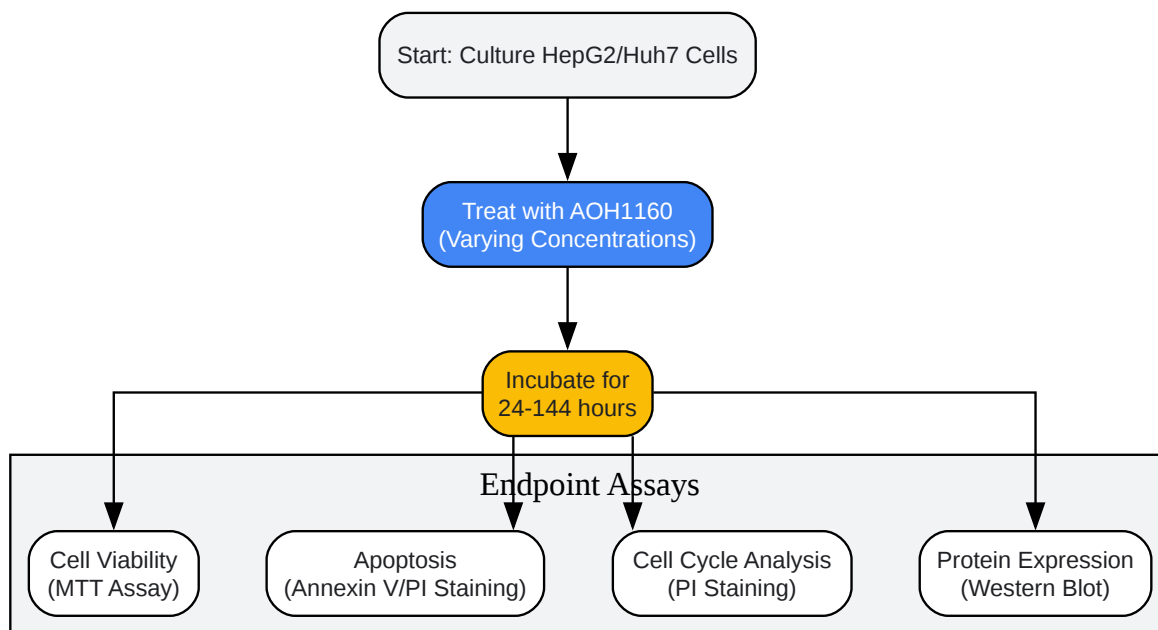 Start: Culture HepG2/Huh7 Cells
Treat with AOH1160
(Varying Concentrations)
Incubate for
24-144 hours
Endpoint Assays
Cell Viability
(MTT Assay)
Apoptosis
(Annexin V/PI Staining)
Cell Cycle Analysis
(PI Staining)
Protein Expression
(Western Blot)